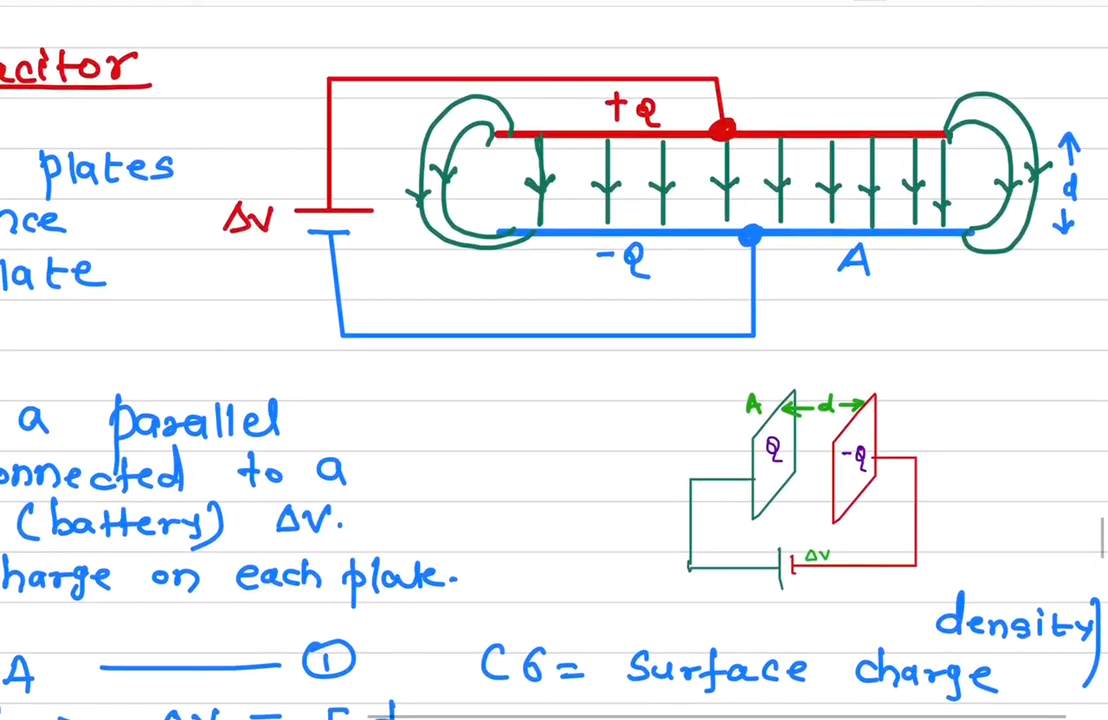 acitor
+Q
plates
nce
ΔV
d
late
-Q
A
a parallel
A d
Q
-Q
onnected to a
(battery) ΔV.
ΔV
harge on each plate.
density)
A ——— ①
(σ = Surface charge
ΔV =